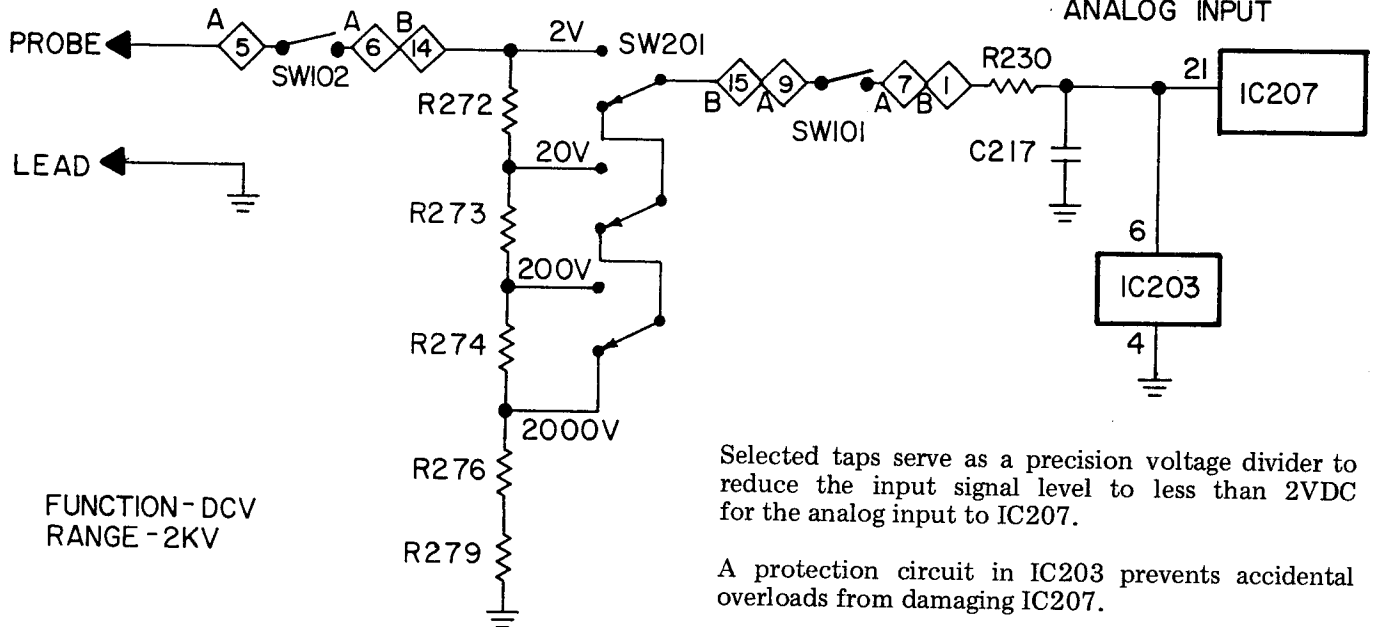 ANALOG INPUT
PROBE
A
5
SW102
A
6
B
14
2V
SW201
15
B
9
A
SW101
7
A
1
B
R230
21
IC207
R272
C217
LEAD
20V
R273
6
200V
IC203
R274
4
2000V
R276
R279
FUNCTION-DCV
RANGE-2KV
Selected taps serve as a precision voltage divider to
reduce the input signal level to less than 2VDC
for the analog input to IC207.
A protection circuit in IC203 prevents accidental
overloads from damaging IC207.